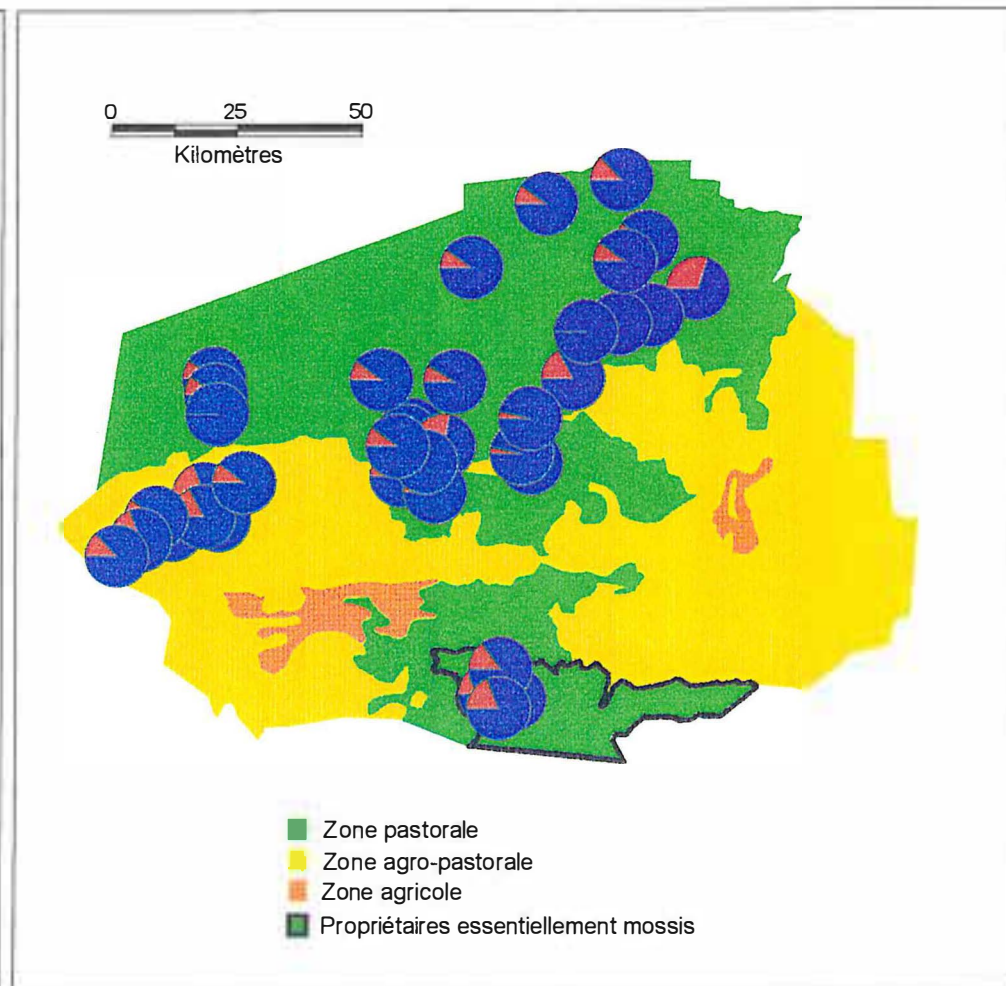 0 25 50
Kilomètres
Zone pastorale
Zone agro-pastorale
Zone agricole
Propriétaires essentiellement mossis